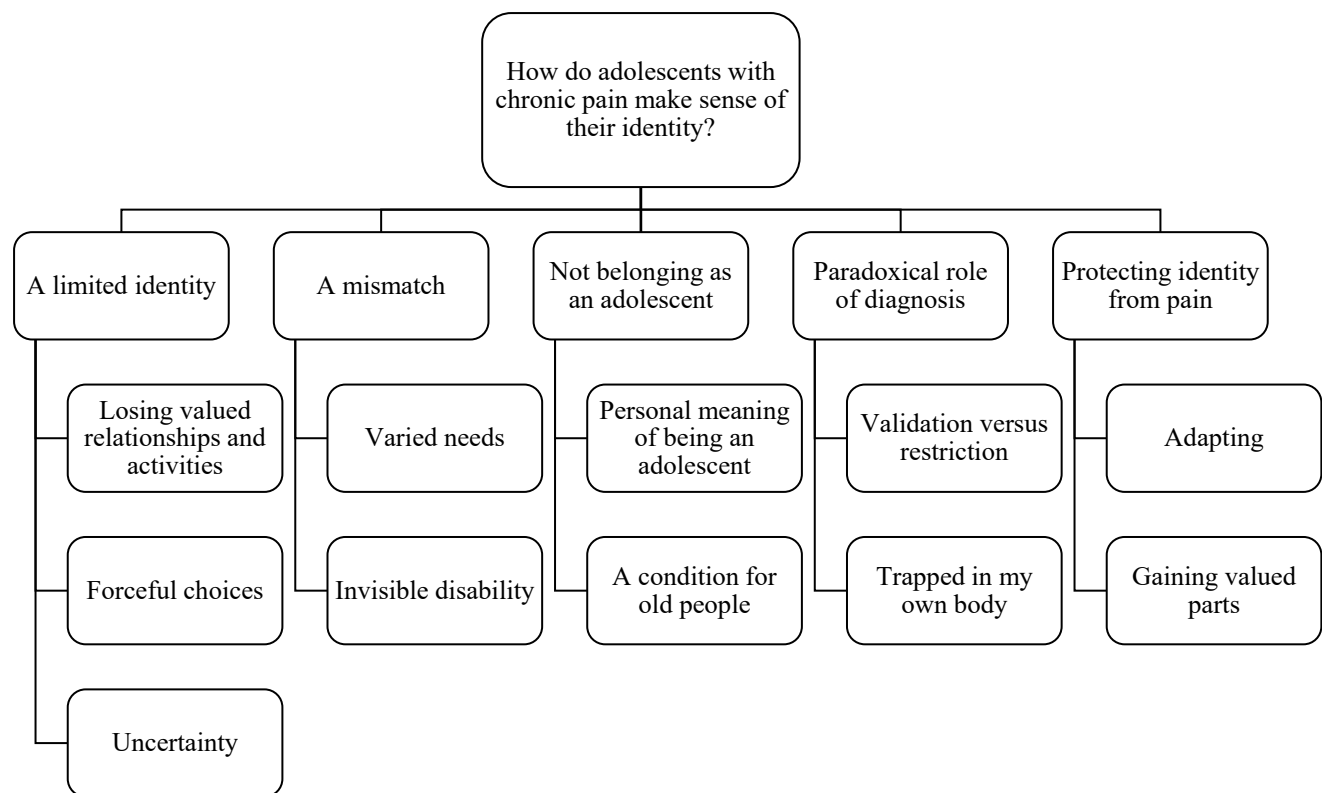 How do adolescents with
chronic pain make sense of
their identity?
A limited identity
A mismatch
Not belonging as
an adolescent
Paradoxical role
of diagnosis
Protecting identity
from pain
Losing valued
relationships and
activities
Varied needs
Personal meaning
of being an
adolescent
Validation versus
restriction
Adapting
Forceful choices
Invisible disability
A condition for
old people
Trapped in my
own body
Gaining valued
parts
Uncertainty